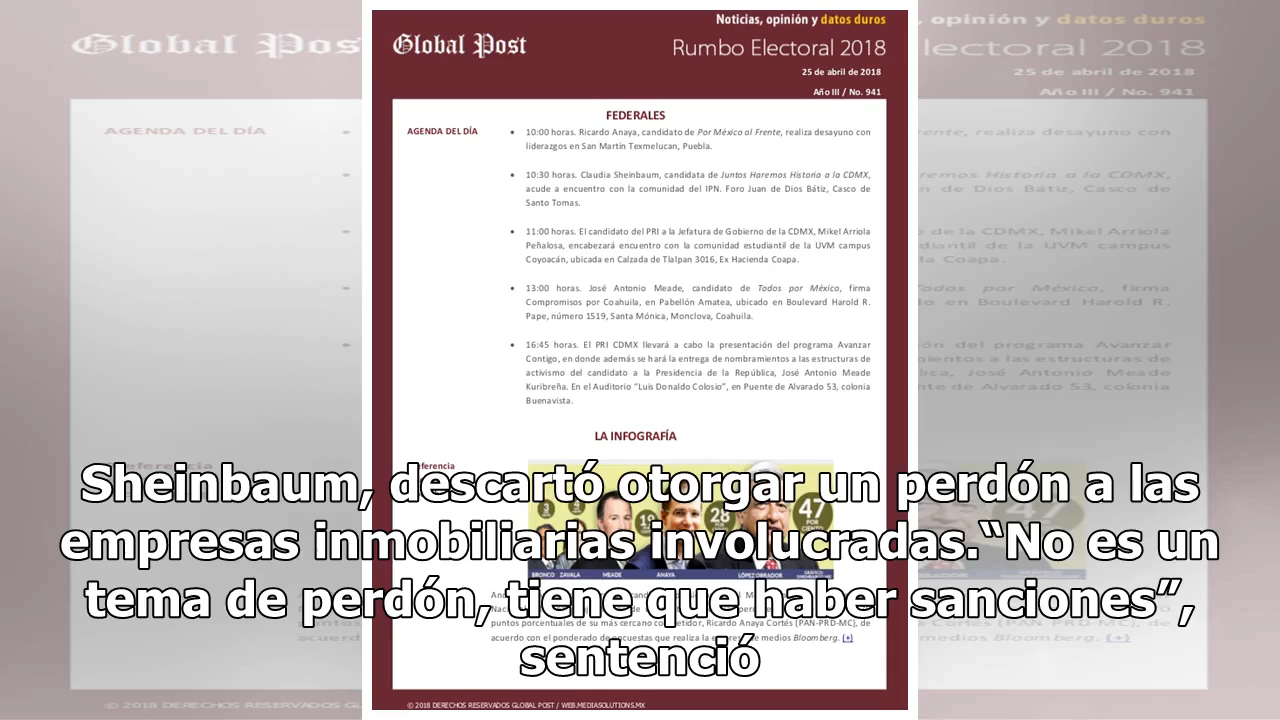 Noticias, opinión y datos duros
Global Post
Rumbo Electoral 2018
25 de abril de 2018
Año III / No. 941
FEDERALES
AGENDA DEL DÍA
• 10:00 horas. Ricardo Anaya, candidato de Por México al Frente, realiza desayuno con
liderazgos en San Martín Texmelucan, Puebla.
• 10:30 horas. Claudia Sheinbaum, candidata de Juntos Haremos Historia a la CDMX,
acude a encuentro con la comunidad del IPN. Foro Juan de Dios Bátiz, Casco de
Santo Tomas.
• 11:00 horas. El candidato del PRI a la Jefatura de Gobierno de la CDMX, Mikel Arriola
Peñalosa, encabezará encuentro con la comunidad estudiantil de la UVM campus
Coyoacán, ubicada en Calzada de Tlalpan 3016, Ex Hacienda Coapa.
• 13:00 horas. José Antonio Meade, candidato de Todos por México, firma
Compromisos por Coahuila, en Pabellón Amatea, ubicado en Boulevard Harold R.
Pape, número 1519, Santa Mónica, Monclova, Coahuila.
• 16:45 horas. El PRI CDMX llevará a cabo la presentación del programa Avanzar
Contigo, en donde además se hará la entrega de nombramientos a las estructuras de
activismo del candidato a la Presidencia de la República, José Antonio Meade
Kuribreña. En el Auditorio “Luis Donaldo Colosio”, en Puente de Alvarado 53, colonia
Buenavista.
LA INFOGRAFÍA
Sheinbaum, descartó otorgar un perdón a las
empresas inmobiliarias involucradas.“No es un
tema de perdón, tiene que haber sanciones”,
sentenció
19 28 47
POR CIENTO
BRONCO ZAVALA MEADE ANAYA LÓPEZ OBRADOR
puntos porcentuales de su más cercano competidor, Ricardo Anaya Cortés (PAN-PRD-MC), de
acuerdo con el ponderado de encuestas que realiza la de medios Bloomberg. (+)
© 2018 DERECHOS RESERVADOS GLOBAL POST / WEB.MEDIASOLUTIONS.MX